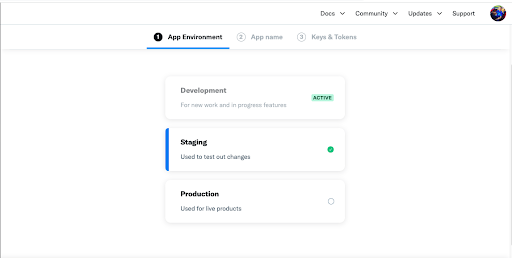 Docs Community Updates Support
1 App Environment 2 App name 3 Keys & Tokens
Development
ACTIVE
For new work and in progress features
Staging
Used to test out changes
Production
Used for live products